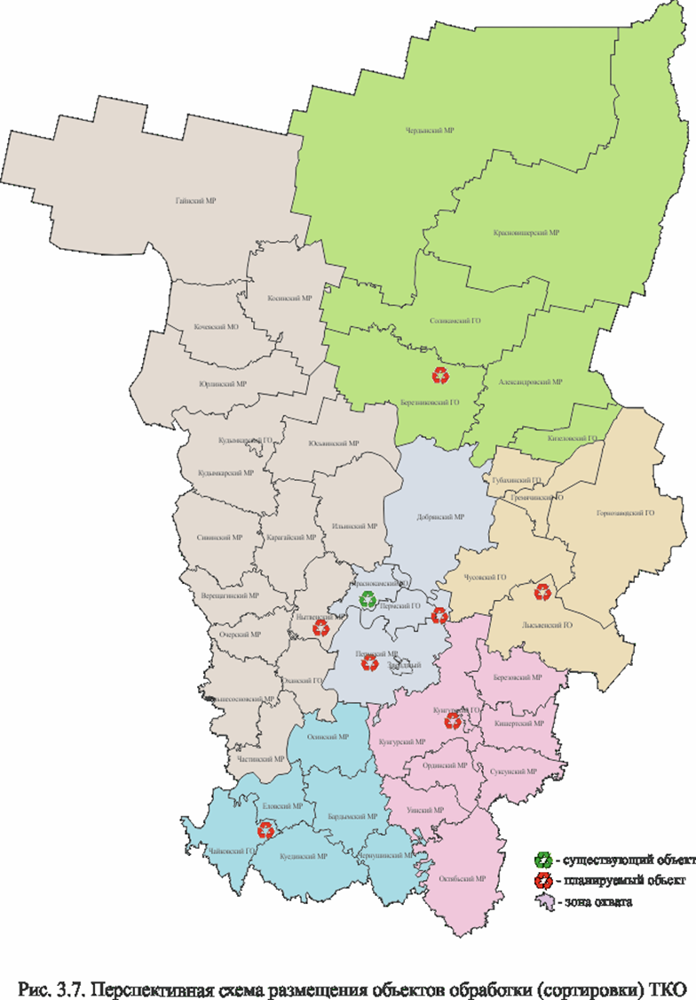 Чердынский МР
Гайнский МР
Красновишерский МР
Косинский МР
Соликамский ГО
Кочевский МО
Юрлинский МР
Александровский МР
Березниковский ГО
Кудымкарский ГО
Юсьвинский МР
Кизеловский ГО
Кудымкарский МР
Губахинский ГО
Гремячинский ГО
Добрянский МР
Горнозаводский ГО
Ильинский МР
Сивинский МР
Карагайский МР
Чусовской ГО
Краснокамский ГО
Верещагинский МР
Пермский ГО
Нытвенский МР
Лысьвенский ГО
Очерский МР
Пермский МР
Звёздный
Оханский ГО
Березовский МР
Большесосновский МР
Кунгурский ГО
Кишертский МР
Осинский МР
Кунгурский МР
Частинский МР
Ординский МР
Суксунский МР
Еловский МР
Бардымский МР
Уинский МР
Чайковский ГО
Куединский МР
Чернушинский МР
Октябьский МР
- существующий объект
- планируемый объект
- зона охвата
Рис. 3.7. Перспективная схема размещения объектов обработки (сортировки) ТКО